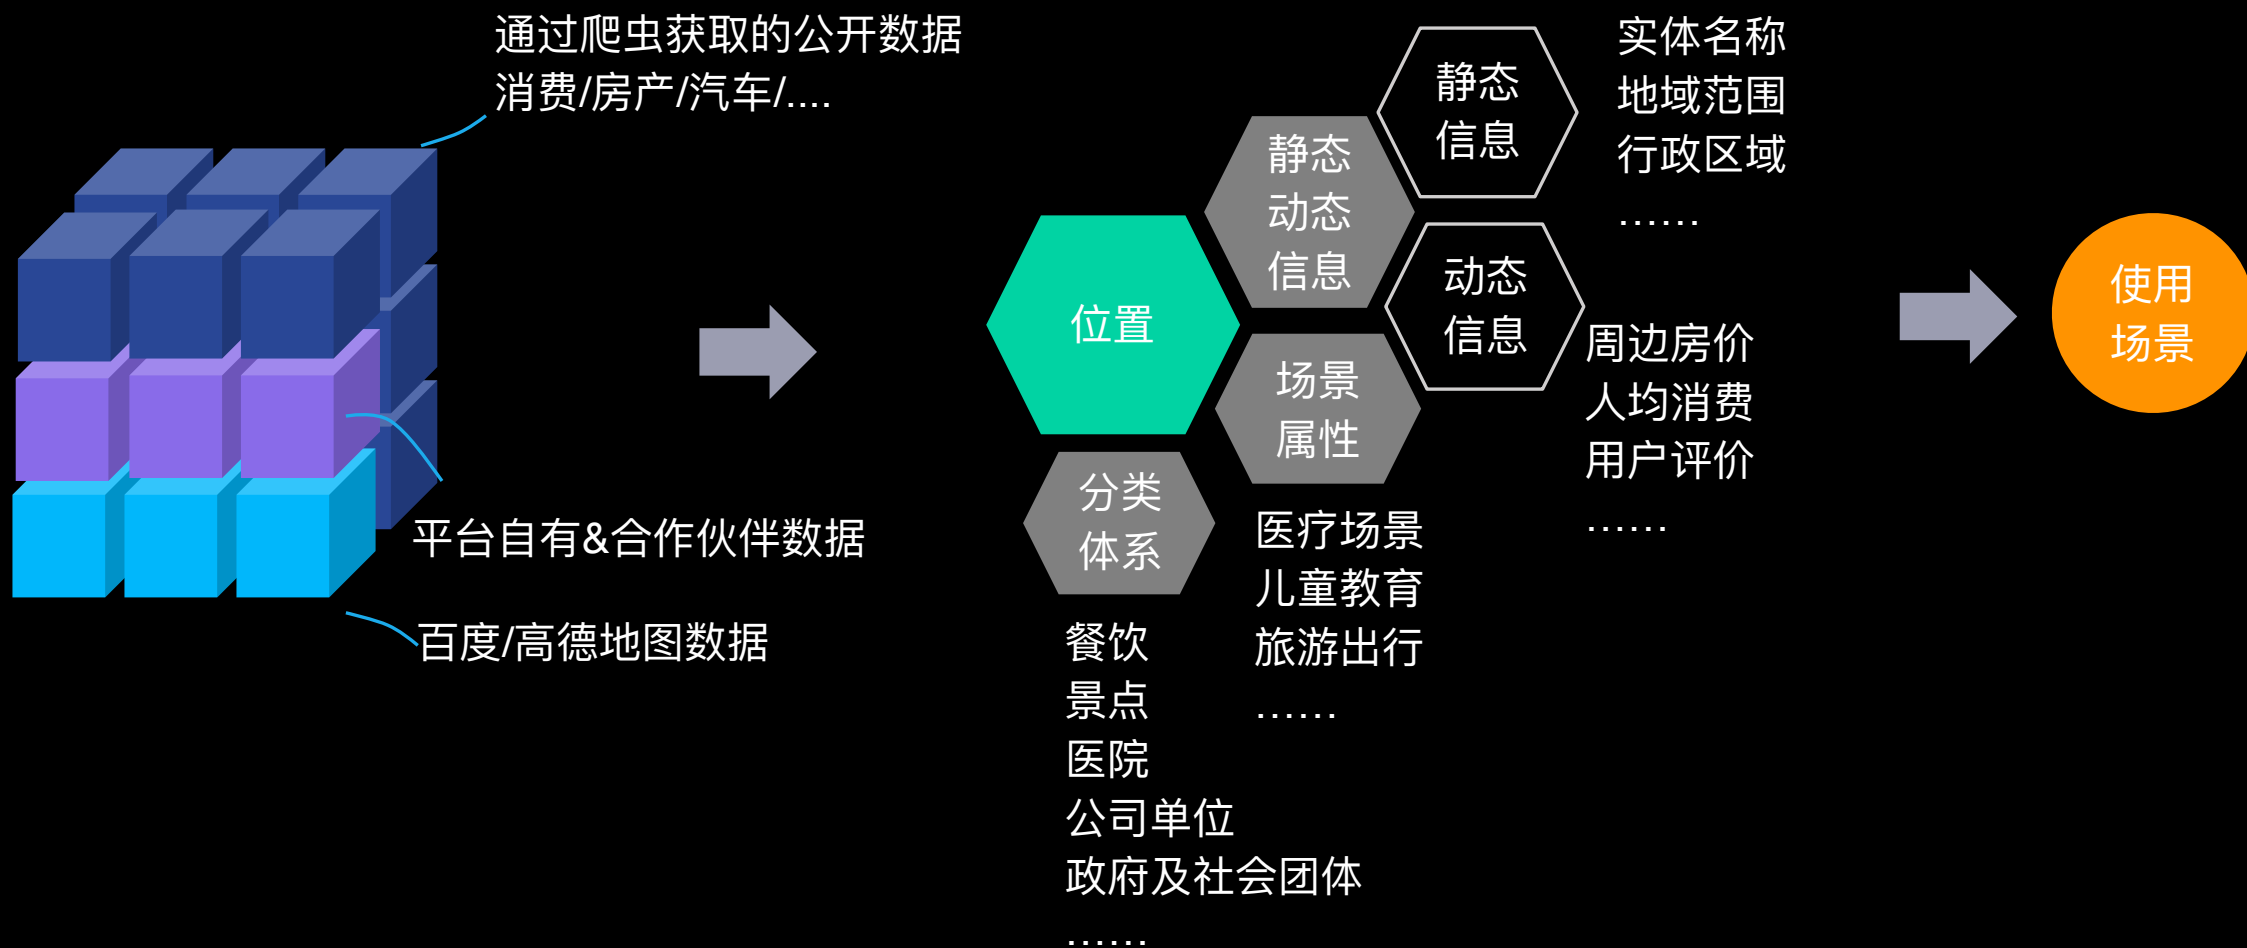 通过爬虫获取的公开数据
消费/房产/汽车/....
平台自有&合作伙伴数据
百度/高德地图数据
位置
静态
动态
信息
静态
信息
动态
信息
场景
属性
分类
体系
实体名称
地域范围
行政区域
……
周边房价
人均消费
用户评价
……
医疗场景
儿童教育
旅游出行
……
餐饮
景点
医院
公司单位
政府及社会团体
……
使用
场景